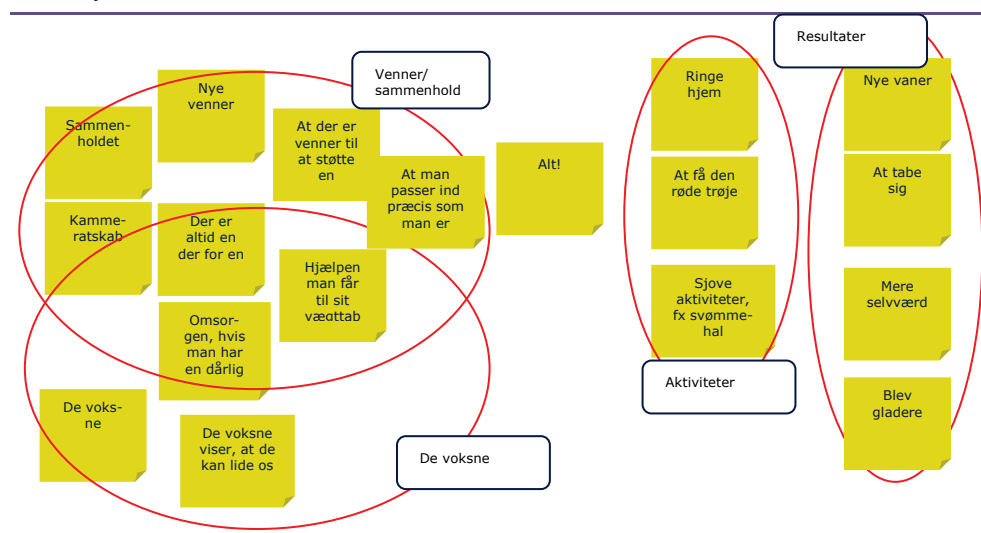 Venner/
sammenhold
Nye
venner
Sammen-
holdet
At der er
venner til
at støtte
en
At man
passer ind
præcis som
man er
Alt!
Kamme-
ratskab
Der er
altid en
der for en
Hjælpen
man får
til sit
vægttab
Omsor-
gen, hvis
man har
en dårlig
De voks-
ne
De voksne
viser, at de
kan lide os
De voksne
Ringe
hjem
At få den
røde trøje
Sjove
aktiviteter,
fx svømme-
hal
Aktiviteter
Resultater
Nye vaner
At tabe
sig
Mere
selvværd
Blev
gladere